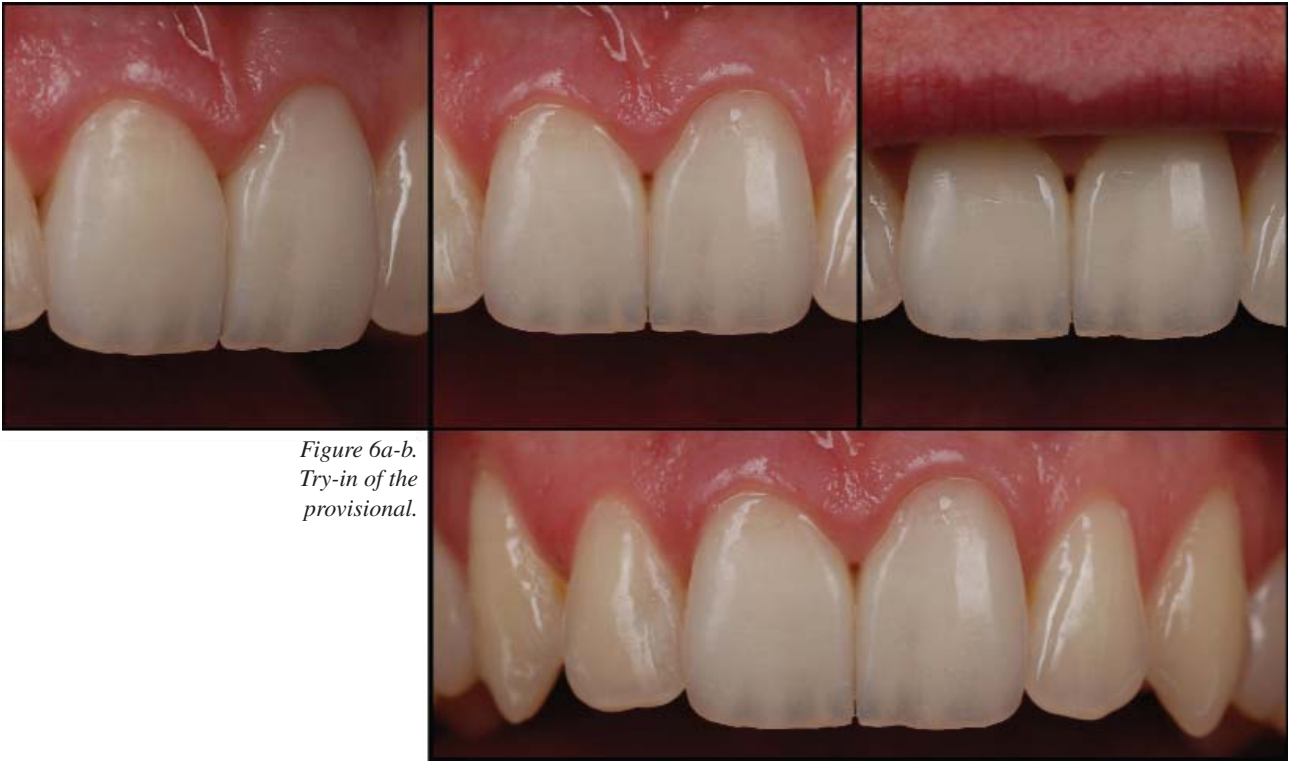 Figure 6a-b.
Try-in of the
provisional.